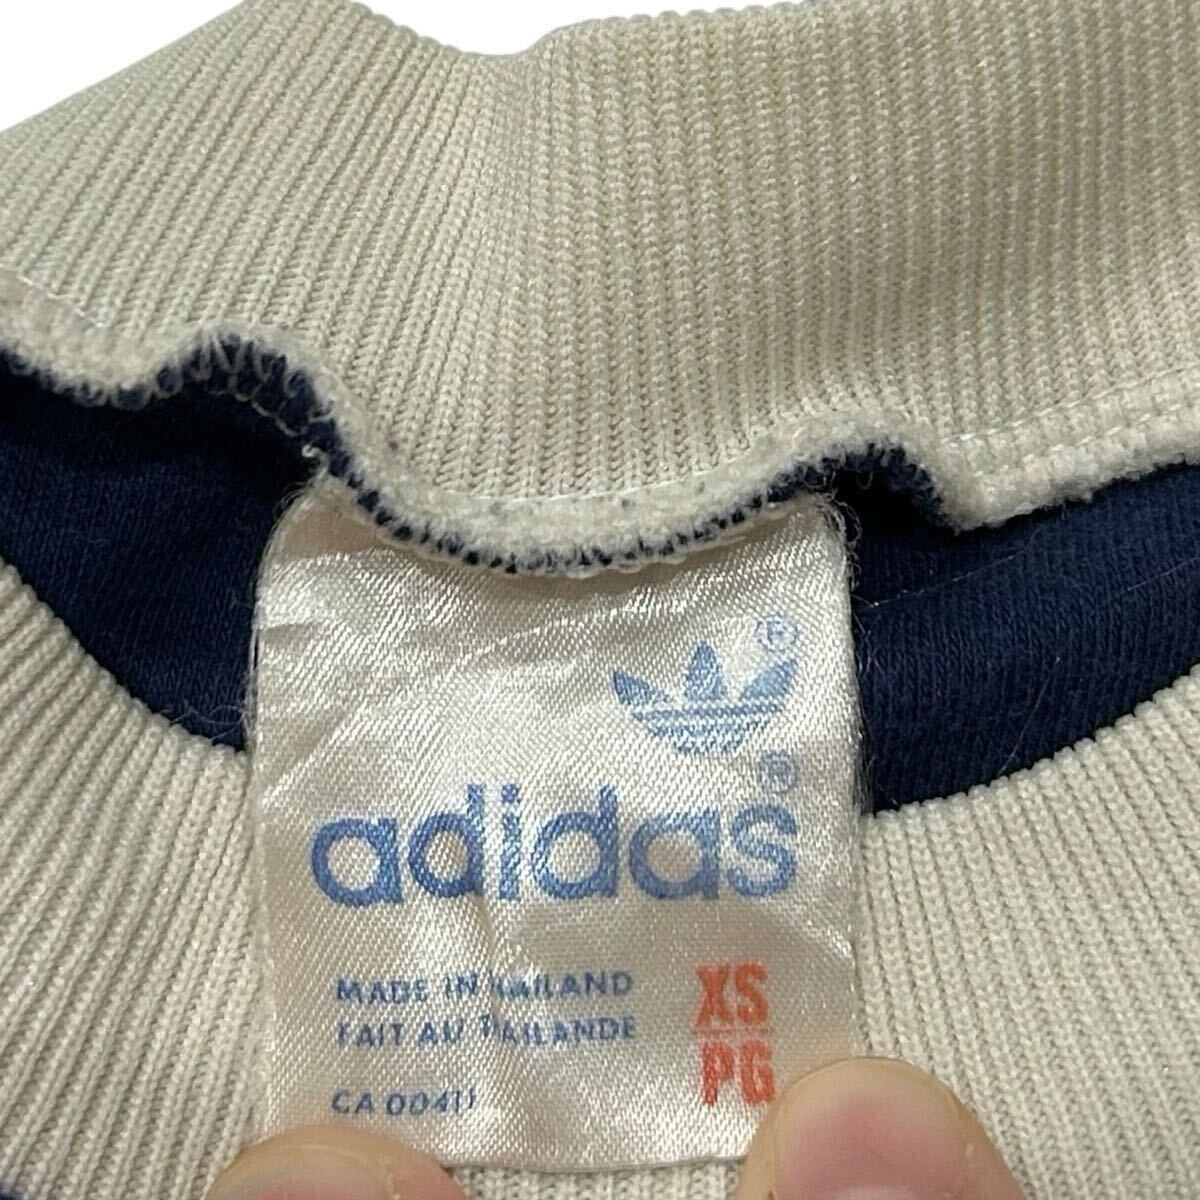 ®
®
adidas
MADE IN THAILAND
FAIT AU THAILANDE
XS
PG
CA 00411